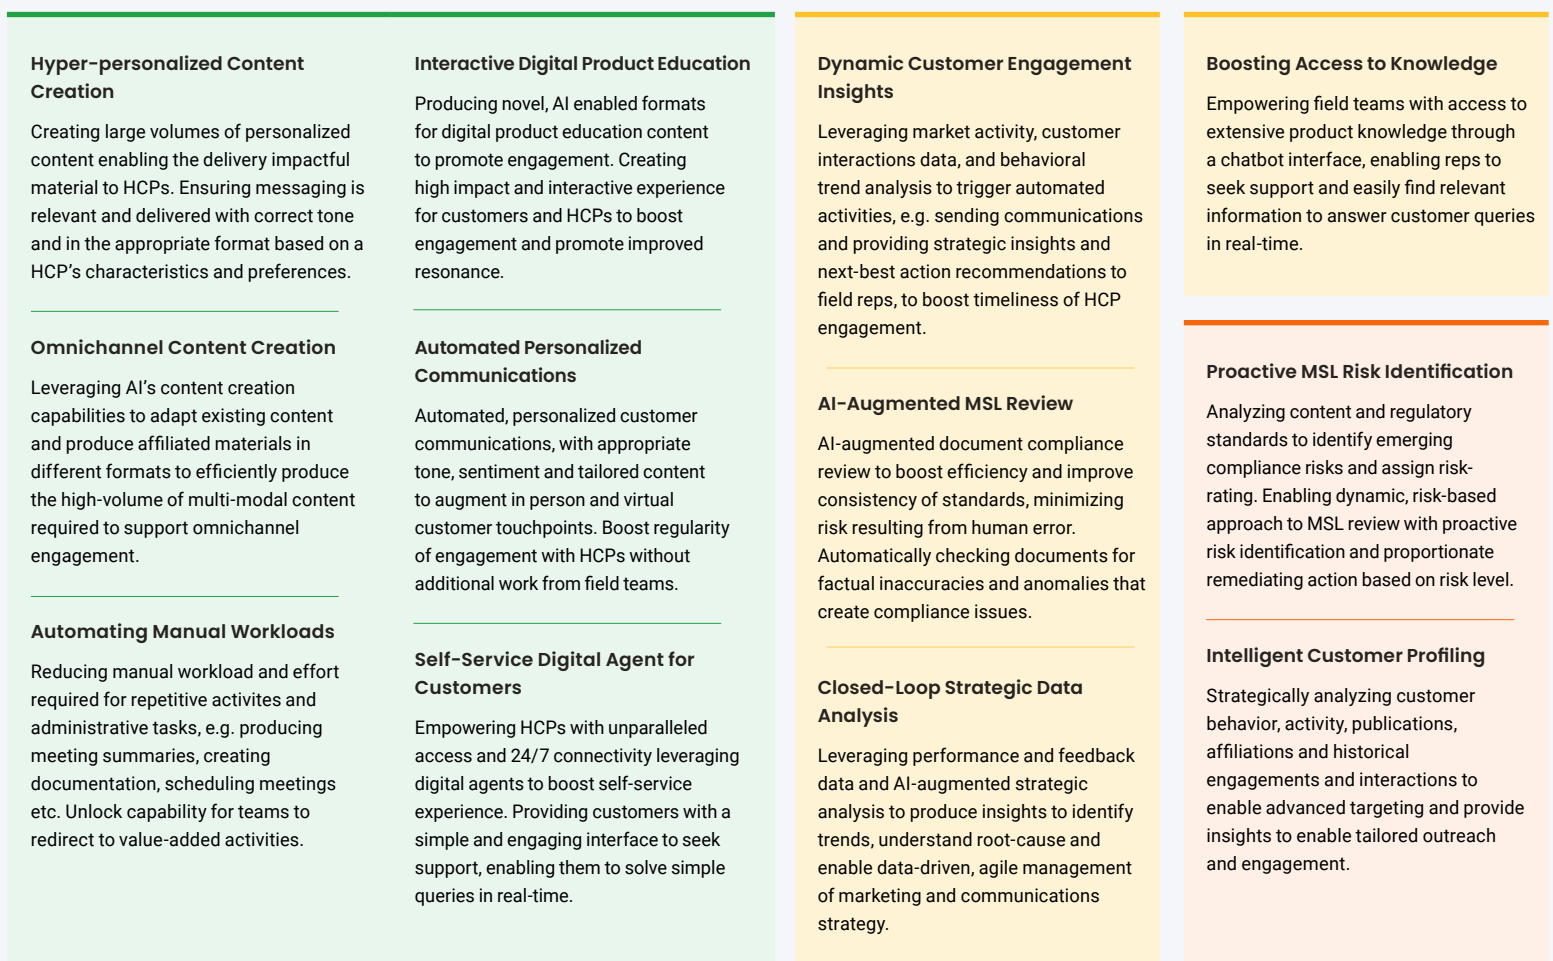 Hyper-personalized Content
Creation
Creating large volumes of personalized
content enabling the delivery impactful
material to HCPs. Ensuring messaging is
relevant and delivered with correct tone
and in the appropriate format based on a
HCP's characteristics and preferences.
Omnichannel Content Creation
Leveraging AI's content creation
capabilities to adapt existing content
and produce affiliated materials in
different formats to efficiently produce
the high-volume of multi-modal content
required to support omnichannel
engagement.
Automating Manual Workloads
Reducing manual workload and effort
required for repetitive activites and
administrative tasks, e.g. producing
meeting summaries, creating
documentation, scheduling meetings
etc. Unlock capability for teams to
redirect to value-added activities.
Interactive Digital Product Education
Producing novel, AI enabled formats
for digital product education content
to promote engagement. Creating
high impact and interactive experience
for customers and HCPs to boost
engagement and promote improved
resonance.
Automated Personalized
Communications
Automated, personalized customer
communications, with appropriate
tone, sentiment and tailored content
to augment in person and virtual
customer touchpoints. Boost regularity
of engagement with HCPs without
additional work from field teams.
Self-Service Digital Agent for
Customers
Empowering HCPs with unparalleled
access and 24/7 connectivity leveraging
digital agents to boost self-service
experience. Providing customers with a
simple and engaging interface to seek
support, enabling them to solve simple
queries in real-time.
Dynamic Customer Engagement
Insights
Leveraging market activity, customer
interactions data, and behavioral
trend analysis to trigger automated
activities, e.g. sending communications
and providing strategic insights and
next-best action recommendations to
field reps, to boost timeliness of HCP
engagement.
AI-Augmented MSL Review
AI-augmented document compliance
review to boost efficiency and improve
consistency of standards, minimizing
risk resulting from human error.
Automatically checking documents for
factual inaccuracies and anomalies that
create compliance issues.
Closed-Loop Strategic Data
Analysis
Leveraging performance and feedback
data and AI-augmented strategic
analysis to produce insights to identify
trends, understand root-cause and
enable data-driven, agile management
of marketing and communications
strategy.
Boosting Access to Knowledge
Empowering field teams with access to
extensive product knowledge through
a chatbot interface, enabling reps to
seek support and easily find relevant
information to answer customer queries
in real-time.
Proactive MSL Risk Identification
Analyzing content and regulatory
standards to identify emerging
compliance risks and assign risk-
rating. Enabling dynamic, risk-based
approach to MSL review with proactive
risk identification and proportionate
remediating action based on risk level.
Intelligent Customer Profiling
Strategically analyzing customer
behavior, activity, publications,
affiliations and historical
engagements and interactions to
enable advanced targeting and provide
insights to enable tailored outreach
and engagement.